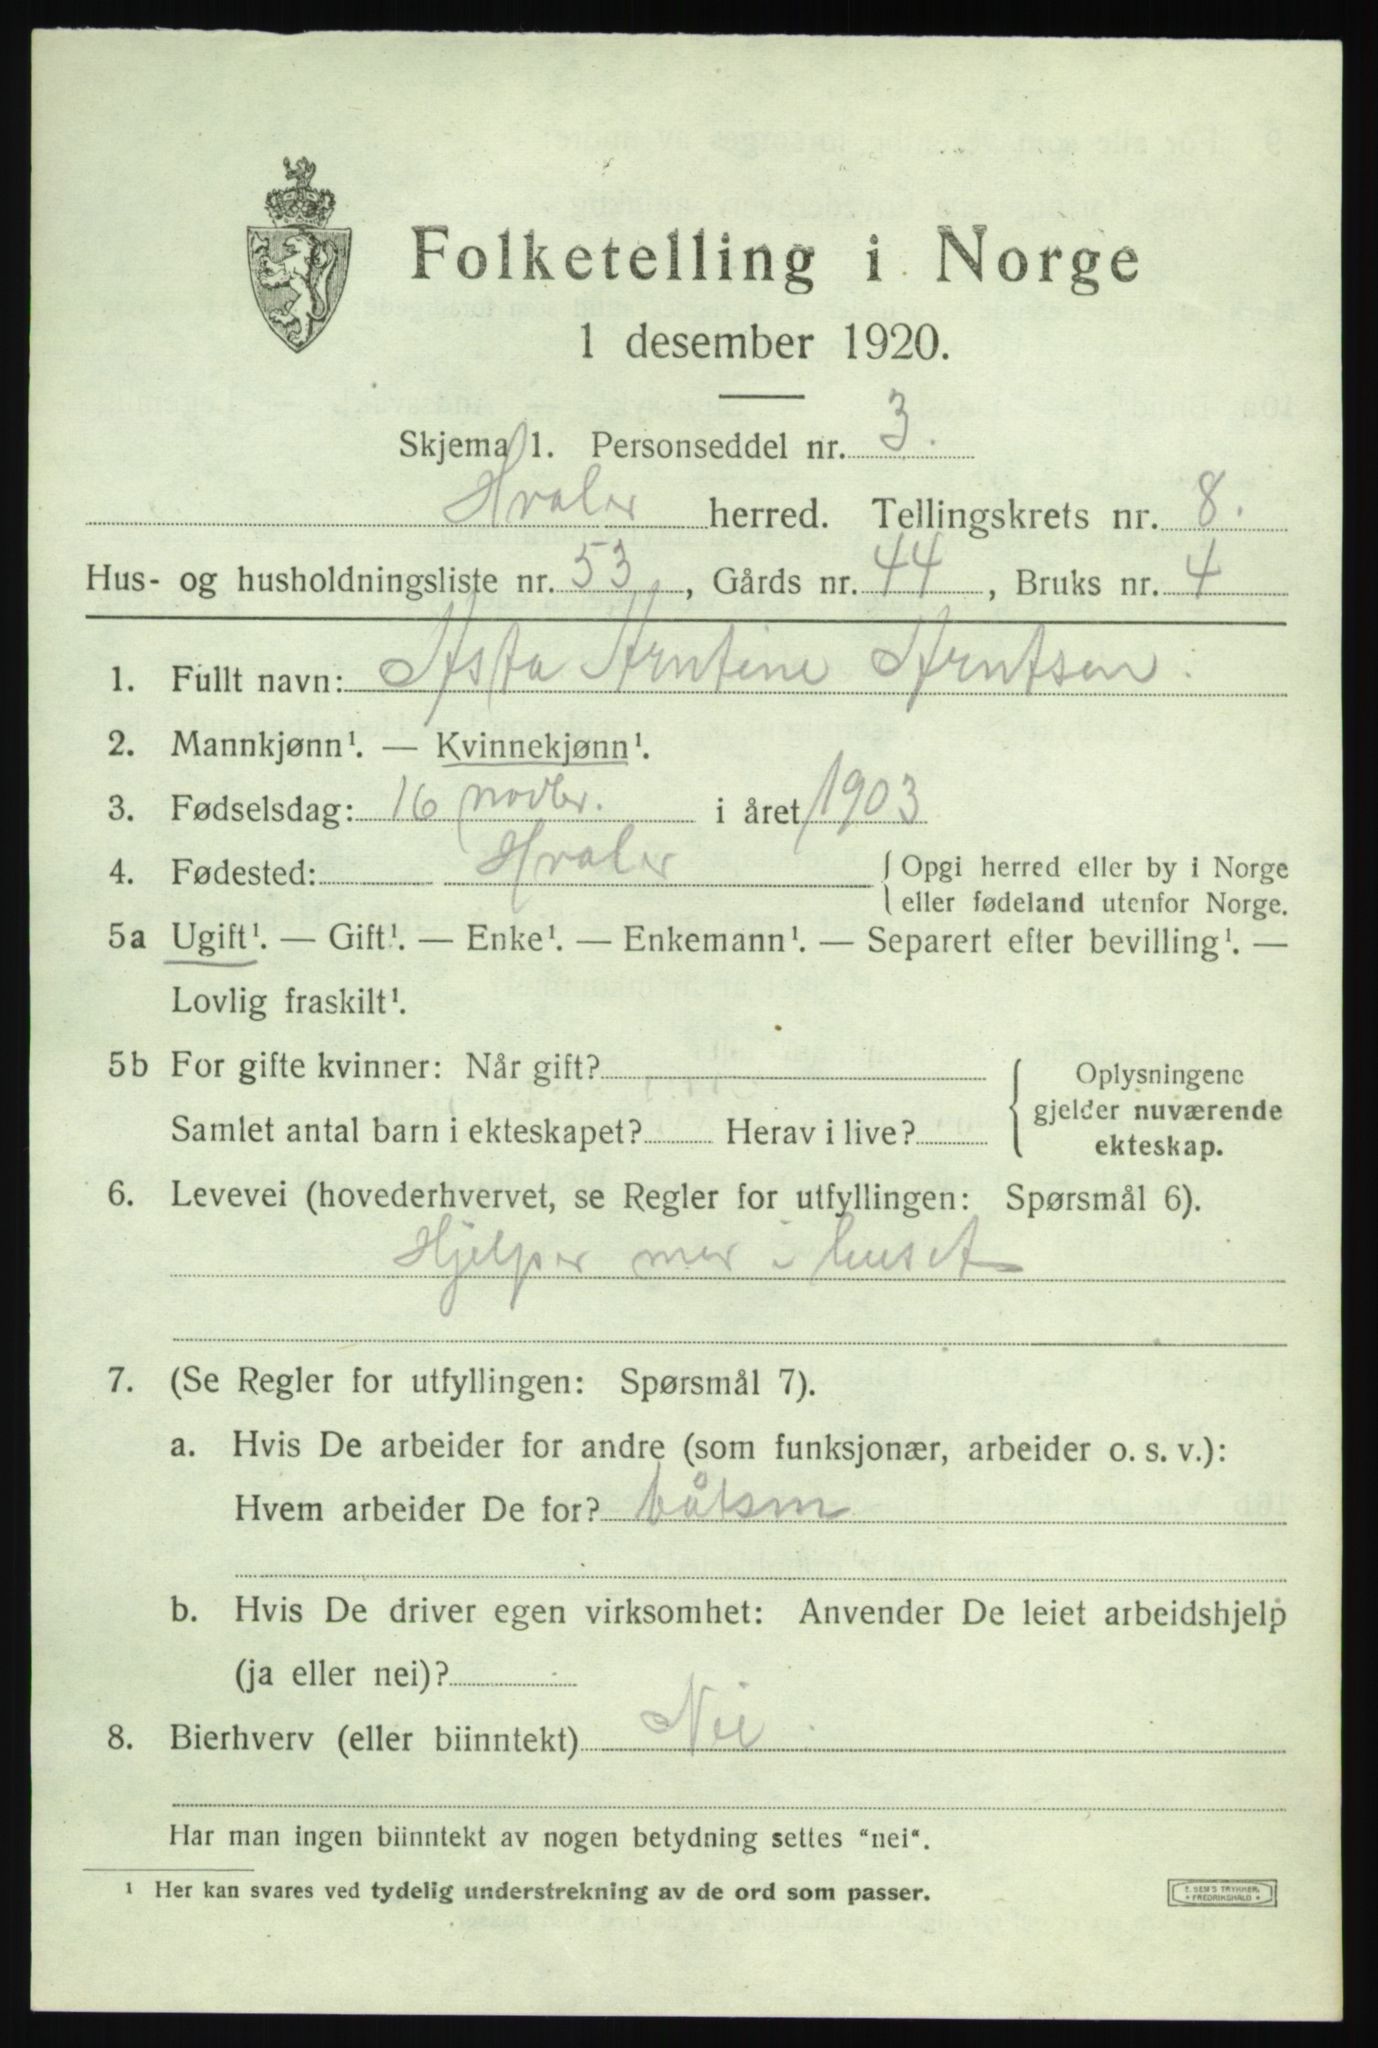 Folketelling i Norge
1 desember 1920.
Skjema 1. Personseddel nr. 3.
Hvaler herred. Tellingskrets nr. 8.
Hus- og husholdningsliste nr. 53, Gårds nr. 44, Bruks nr. 4
1. Fullt navn: Asta Arntine Arntsen
2. Mannkjønn¹. — Kvinnekjønn¹.
3. Fødselsdag: 16 novbr. i året 1903
4. Fødested: Hvaler { Opgi herred eller by i Norge
eller fødeland utenfor Norge.
5a Ugift¹. — Gift¹. — Enke¹. — Enkemann¹. — Separert efter bevilling¹. —
Lovlig fraskilt¹.
5b For gifte kvinner: Når gift? { Oplysningene
gjelder nuværende
Samlet antal barn i ekteskapet? Herav i live?
ekteskap.
6. Levevei (hovederhvervet, se Regler for utfyllingen: Spørsmål 6).
Hjelper mor i huset
7. (Se Regler for utfyllingen: Spørsmål 7).
a. Hvis De arbeider for andre (som funksjonær, arbeider o. s. v.):
Hvem arbeider De for?
b. Hvis De driver egen virksomhet: Anvender De leiet arbeidshjelp
(ja eller nei)?
8. Bierhverv (eller biinntekt) Nei
Har man ingen biinntekt av nogen betydning settes "nei".
¹ Her kan svares ved tydelig understrekning av de ord som passer.
E. SEM'S TRYKKERI
FREDRIKSHALD